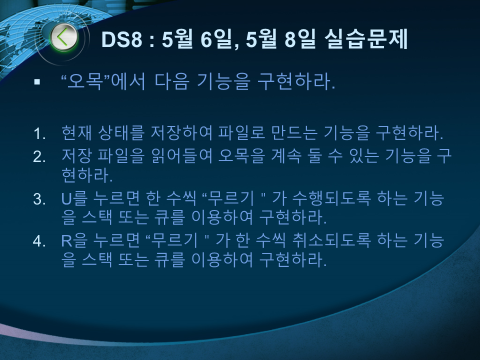 DS8 : 5월 6일, 5월 8일 실습문제
▪ “오목”에서 다음 기능을 구현하라.
1. 현재 상태를 저장하여 파일로 만드는 기능을 구현하라.
2. 저장 파일을 읽어들여 오목을 계속 둘 수 있는 기능을 구
현하라.
3. U를 누르면 한 수씩 “무르기＂가 수행되도록 하는 기능
을 스택 또는 큐를 이용하여 구현하라.
4. R을 누르면 “무르기＂가 한 수씩 취소되도록 하는 기능
을 스택 또는 큐를 이용하여 구현하라.